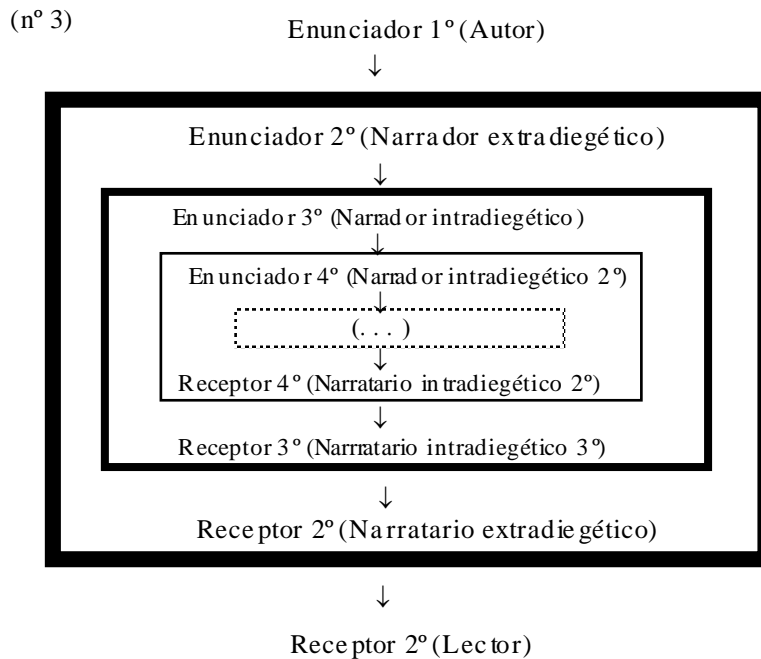 (nº 3)
Enunciador 1º (Autor)
↓
Enunciador 2º (Narrador extradiegético)
↓
Enunciador 3º (Narrador intradiegético)
↓
Enunciador 4º (Narrador intradiegético 2º)
↓
(. . . )
↓
Receptor 4º (Narratario intradiegético 2º)
↓
Receptor 3º (Narrratario intradiegético 3º)
↓
Receptor 2º (Narratario extradiegético)
↓
Receptor 2º (Lector)